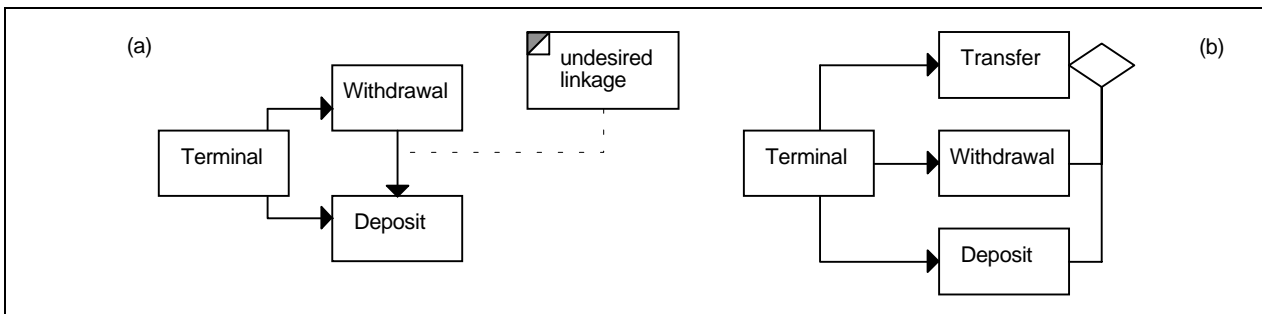 (a)
undesired
linkage
Withdrawal
Terminal
Deposit
(b)
Transfer
Terminal
Withdrawal
Deposit